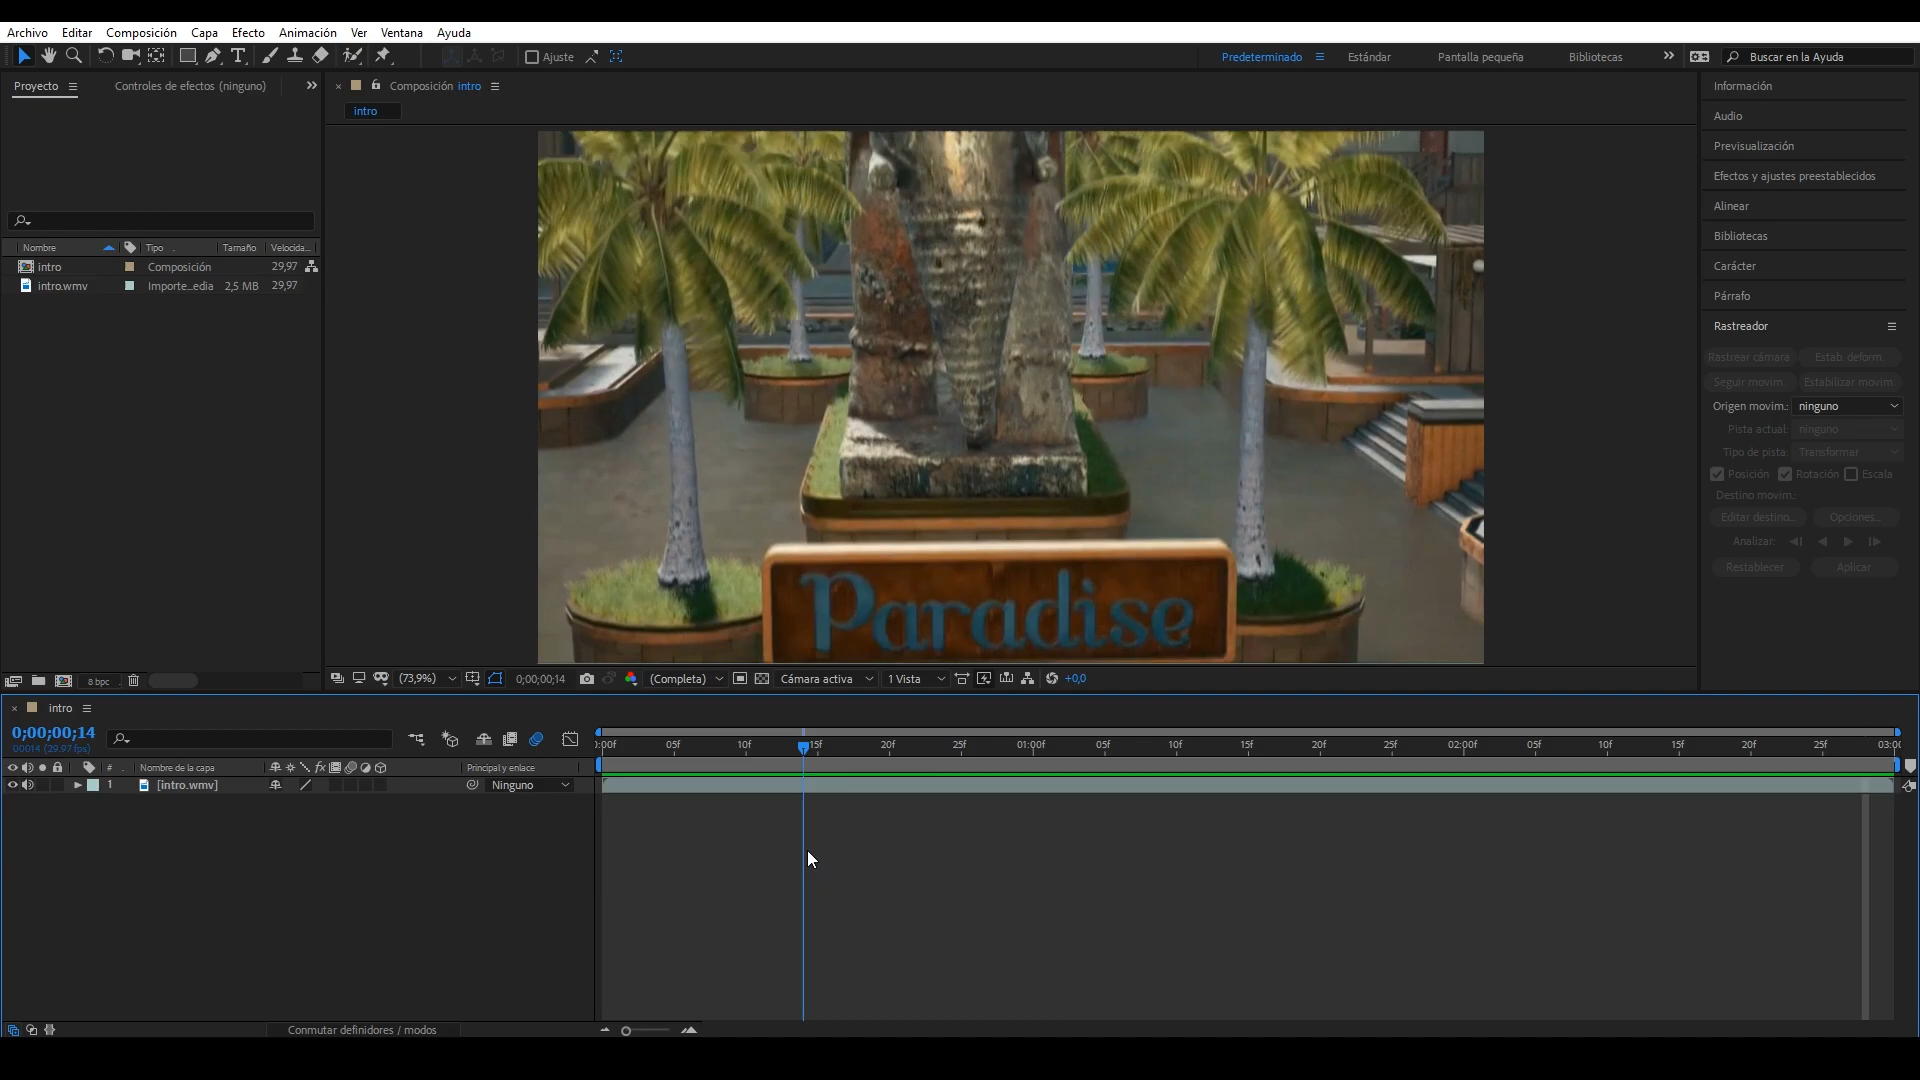 Archivo Editar Composición Capa Efecto Animación Ver Ventana Ayuda
Ajuste Predeterminado Estándar Pantalla pequeña Bibliotecas Buscar en la Ayuda
Proyecto Controles de efectos (ninguno)
Composición intro
intro
Nombre Tipo Tamaño Velocida...
intro Composición 29,97
intro.wmv Importe...edia 2,5 MB 29,97
8 bpc
Paradise
(73,9%) 0;00;00;14 (Completa) Cámara activa 1 Vista +0,0
Información
Audio
Previsualización
Efectos y ajustes preestablecidos
Alinear
Bibliotecas
Carácter
Párrafo
Rastreador
Rastrear cámara Estab. deform.
Seguir movim. Estabilizar movim.
Origen movim.: ninguno
Pista actual: ninguno
Tipo de pista: Transformar
Posición Rotación Escala
Destino movim.:
Editar destino... Opciones...
Analizar:
Restablecer Aplicar
intro
0;00;00;14
00014 (29.97 fps)
0:00f 05f 10f 15f 20f 25f 01:00f 05f 10f 15f 20f 25f 02:00f 05f 10f 15f 20f 25f 03:00
# Nombre de la capa fx Principal y enlace
1 [intro.wmv] Ninguno
Conmutar definidores / modos